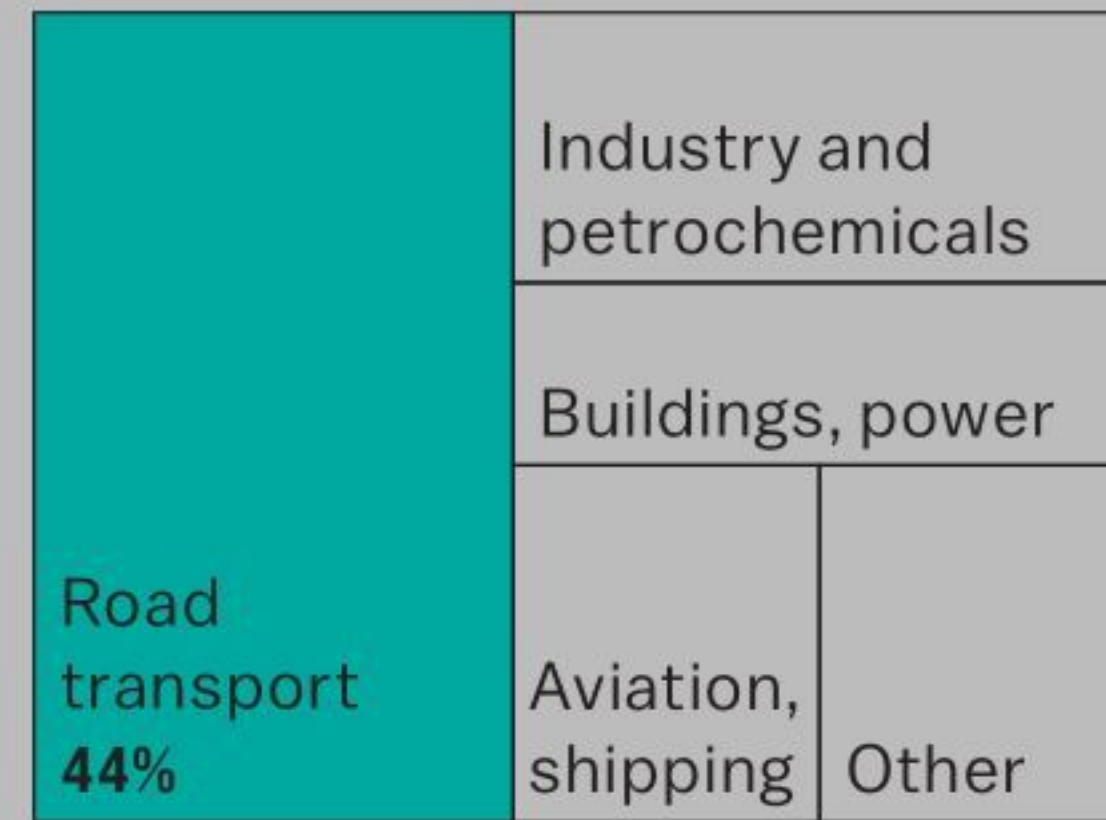 Road
transport
44%
Industry and
petrochemicals
Buildings, power
Aviation,
shipping
Other